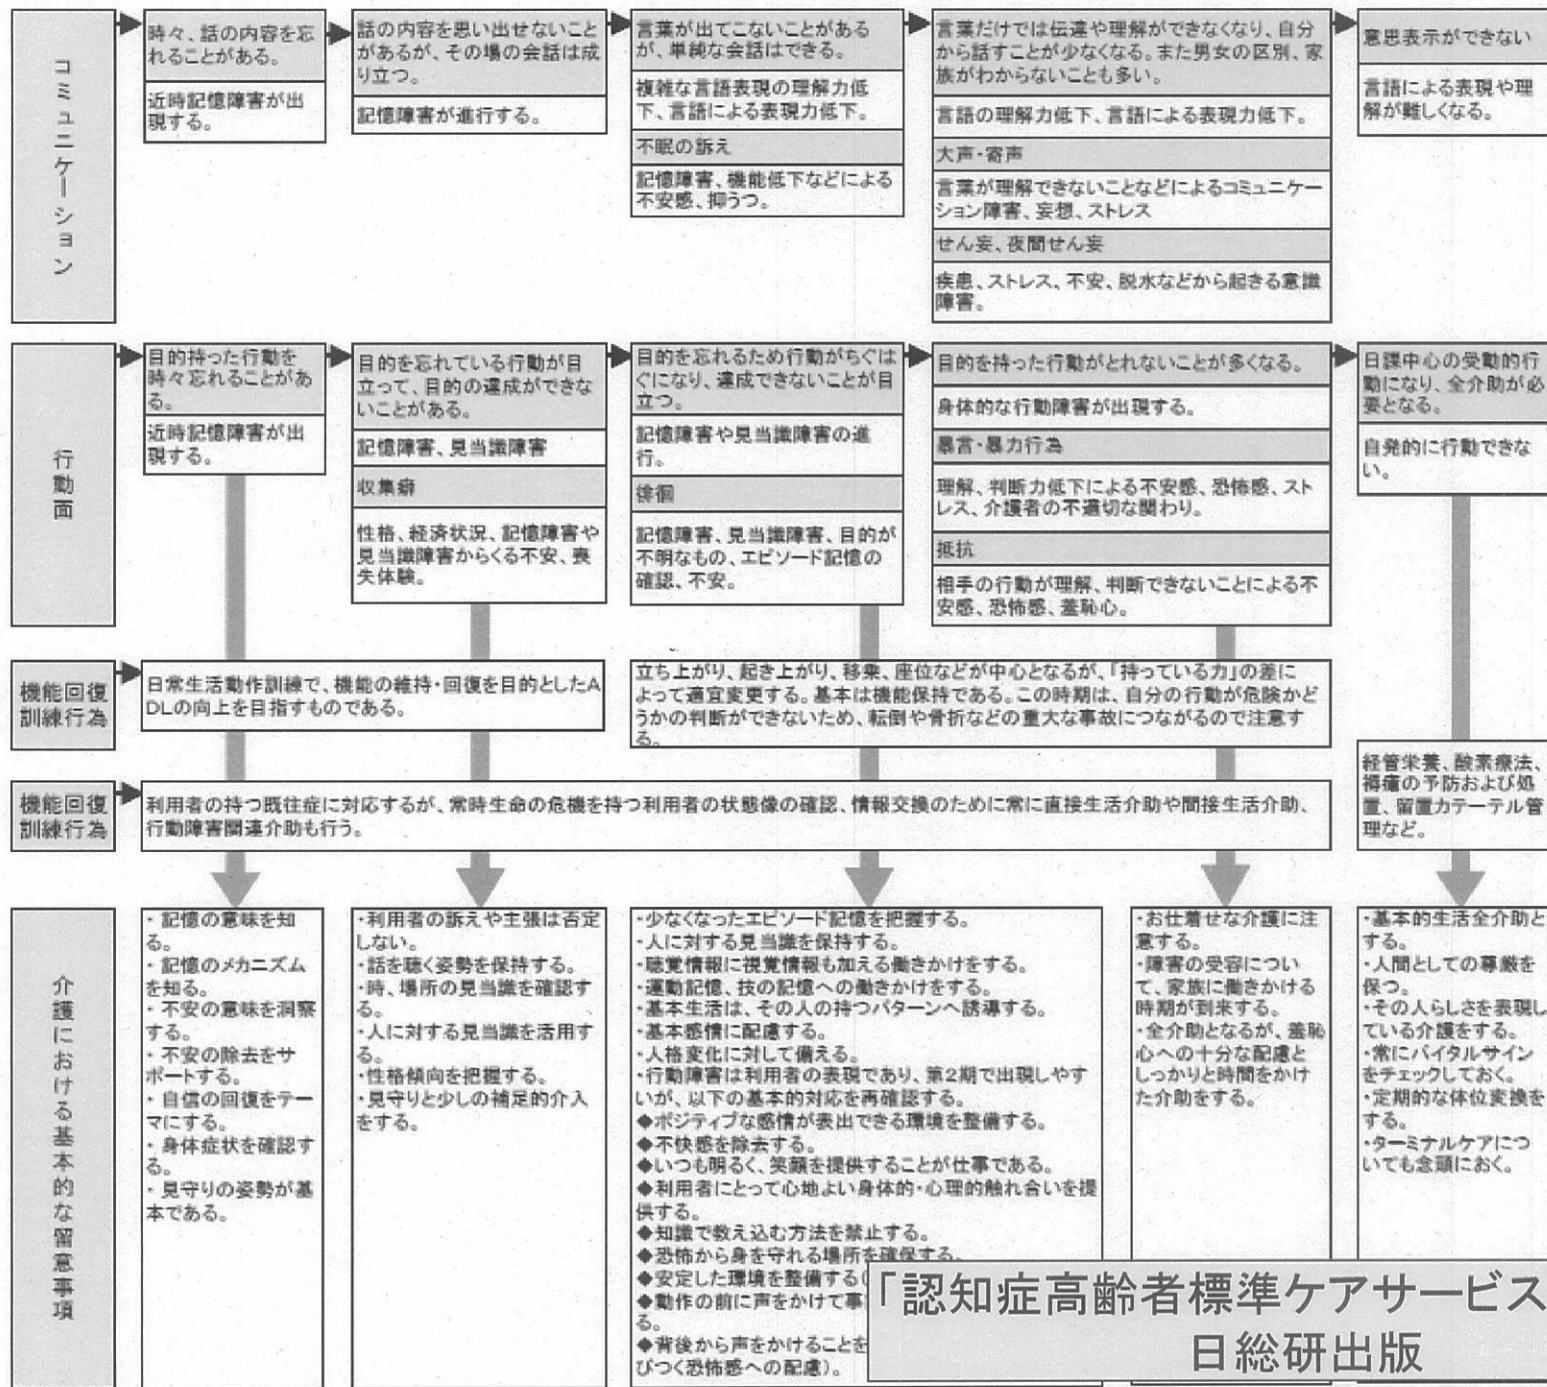 コミュニケーション
時々、話の内容を忘
れることがある。
近時記憶障害が出
現する。
話の内容を思い出せないこと
があるが、その場の会話は成
り立つ。
記憶障害が進行する。
言葉が出てこないことがある
が、単純な会話はできる。
複雑な言語表現の理解力低
下、言語による表現力低下。
不眠の訴え
記憶障害、機能低下などによる
不安感、抑うつ。
言葉だけでは伝達や理解ができなくなり、自分
から話すことが少なくなる。また男女の区別、家
族がわからないことも多い。
言語の理解力低下、言語による表現力低下。
大声・寄声
言葉が理解できないことなどによるコミュニケー
ション障害、妄想、ストレス
せん妄、夜間せん妄
疾患、ストレス、不安、脱水などから起きる意識
障害。
意思表示ができない
言語による表現や理
解が難しくなる。
行動面
目的持った行動を
時々忘れることがあ
る。
近時記憶障害が出
現する。
目的を忘れている行動が目
立って、目的の達成ができな
いことがある。
記憶障害、見当識障害
収集癖
性格、経済状況、記憶障害や
見当識障害からくる不安、喪
失体験。
目的を忘れるため行動がちぐは
ぐになり、達成できないことが目
立つ。
記憶障害や見当識障害の進
行。
徘徊
記憶障害、見当識障害、目的が
不明なもの、エピソード記憶の
確認、不安。
目的を持った行動がとれないことが多くなる。
身体的な行動障害が出現する。
暴言・暴力行為
理解、判断力低下による不安感、恐怖感、スト
レス、介護者の不適切な関わり。
抵抗
相手の行動が理解、判断できないことによる不
安感、恐怖感、羞恥心。
日課中心の受動的行
動になり、全介助が必
要となる。
自発的に行動できな
い。
機能回復
訓練行為
日常生活動作訓練で、機能の維持・回復を目的としたA
DLの向上を目指すものである。
立ち上がり、起き上がり、移乗、座位などが中心となるが、「持っている力」の差に
よって適宜変更する。基本は機能保持である。この時期は、自分の行動が危険かど
うかの判断ができないため、転倒や骨折などの重大な事故につながるので注意す
る。
機能回復
訓練行為
利用者の持つ既往症に対応するが、常時生命の危機を持つ利用者の状態像の確認、情報交換のために常に直接生活介助や間接生活介助、
行動障害関連介助も行う。
経管栄養、酸素療法、
褥瘡の予防および処
置、留置カテーテル管
理など。
介護における基本的な留意事項
・ 記憶の意味を知
る。
・ 記憶のメカニズム
を知る。
・ 不安の意味を洞察
する。
・ 不安の除去をサ
ポートする。
・ 自信の回復をテー
マにする。
・ 身体症状を確認す
る。
・ 見守りの姿勢が基
本である。
・利用者の訴えや主張は否定
しない。
・話を聴く姿勢を保持する。
・時、場所の見当識を確認す
る。
・人に対する見当識を活用す
る。
・性格傾向を把握する。
・見守りと少しの補足的介入
をする。
・少なくなったエピソード記憶を把握する。
・人に対する見当識を保持する。
・聴覚情報に視覚情報も加える働きかけをする。
・運動記憶、技の記憶への働きかけをする。
・基本生活は、その人の持つパターンへ誘導する。
・基本感情に配慮する。
・人格変化に対して備える。
・行動障害は利用者の表現であり、第2期で出現しやす
いが、以下の基本的対応を再確認する。
◆ポジティブな感情が表出できる環境を整備する。
◆不快感を除去する。
◆いつも明るく、笑顔を提供することが仕事である。
◆利用者にとって心地よい身体的・心理的触れ合いを提
供する。
◆知識で教え込む方法を禁止する。
◆恐怖から身を守れる場所を確保する。
◆安定した環境を整備する(
◆動作の前に声をかけて事
る。
◆背後から声をかけることを
びつく恐怖感への配慮)。
・お仕着せな介護に注
意する。
・障害の受容につい
て、家族に働きかける
時期が到来する。
・全介助となるが、羞恥
心への十分な配慮と
しっかりと時間をかけ
た介助をする。
・基本的生活全介助と
する。
・人間としての尊厳を
保つ。
・その人らしさを表現し
ている介護をする。
・常にバイタルサイン
をチェックしておく。
・定期的な体位変換を
する。
・ターミナルケアにつ
いても念頭におく。
「認知症高齢者標準ケアサービス
日総研出版